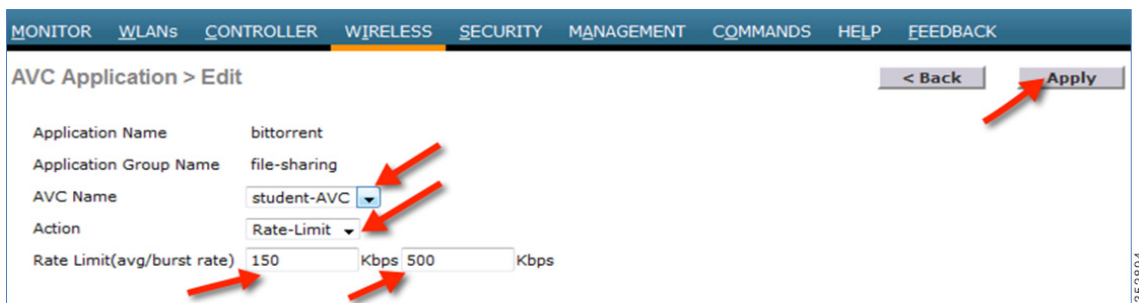 MONITOR WLANs CONTROLLER WIRELESS SECURITY MANAGEMENT COMMANDS HELP FEEDBACK
AVC Application > Edit < Back Apply
Application Name bittorrent
Application Group Name file-sharing
AVC Name student-AVC
Action Rate-Limit
Rate Limit(avg/burst rate) 150 Kbps 500 Kbps